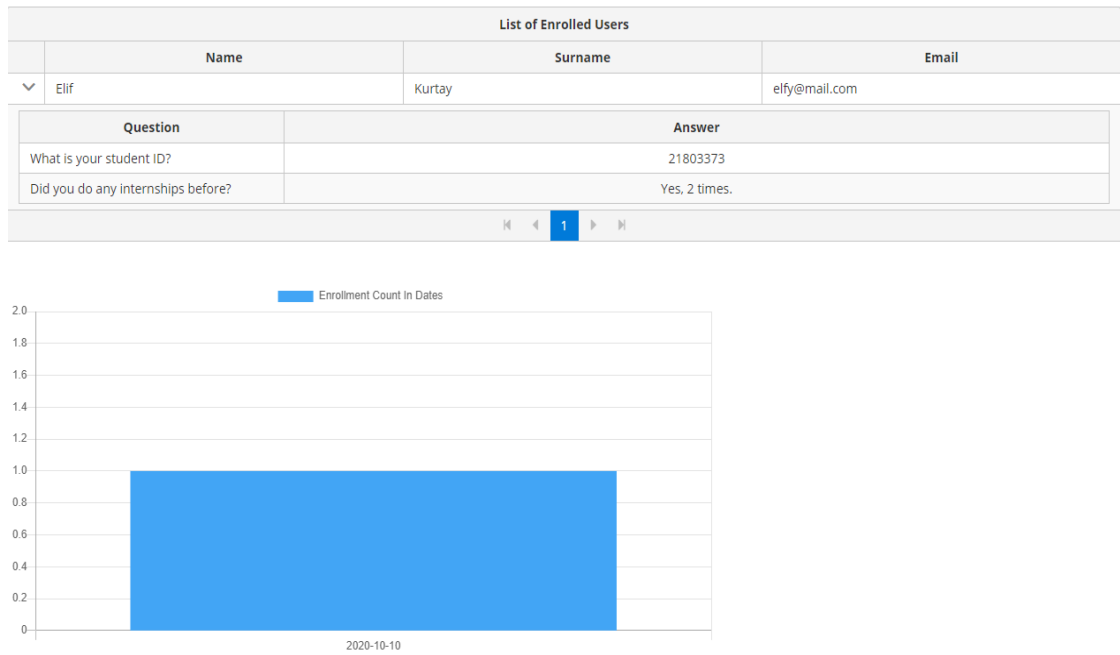 List of Enrolled Users
Name Surname Email
Elif Kurtay elfy@mail.com
Question Answer
What is your student ID? 21803373
Did you do any internships before? Yes, 2 times.
1
Enrollment Count In Dates
2.0
1.8
1.6
1.4
1.2
1.0
0.8
0.6
0.4
0.2
0
2020-10-10